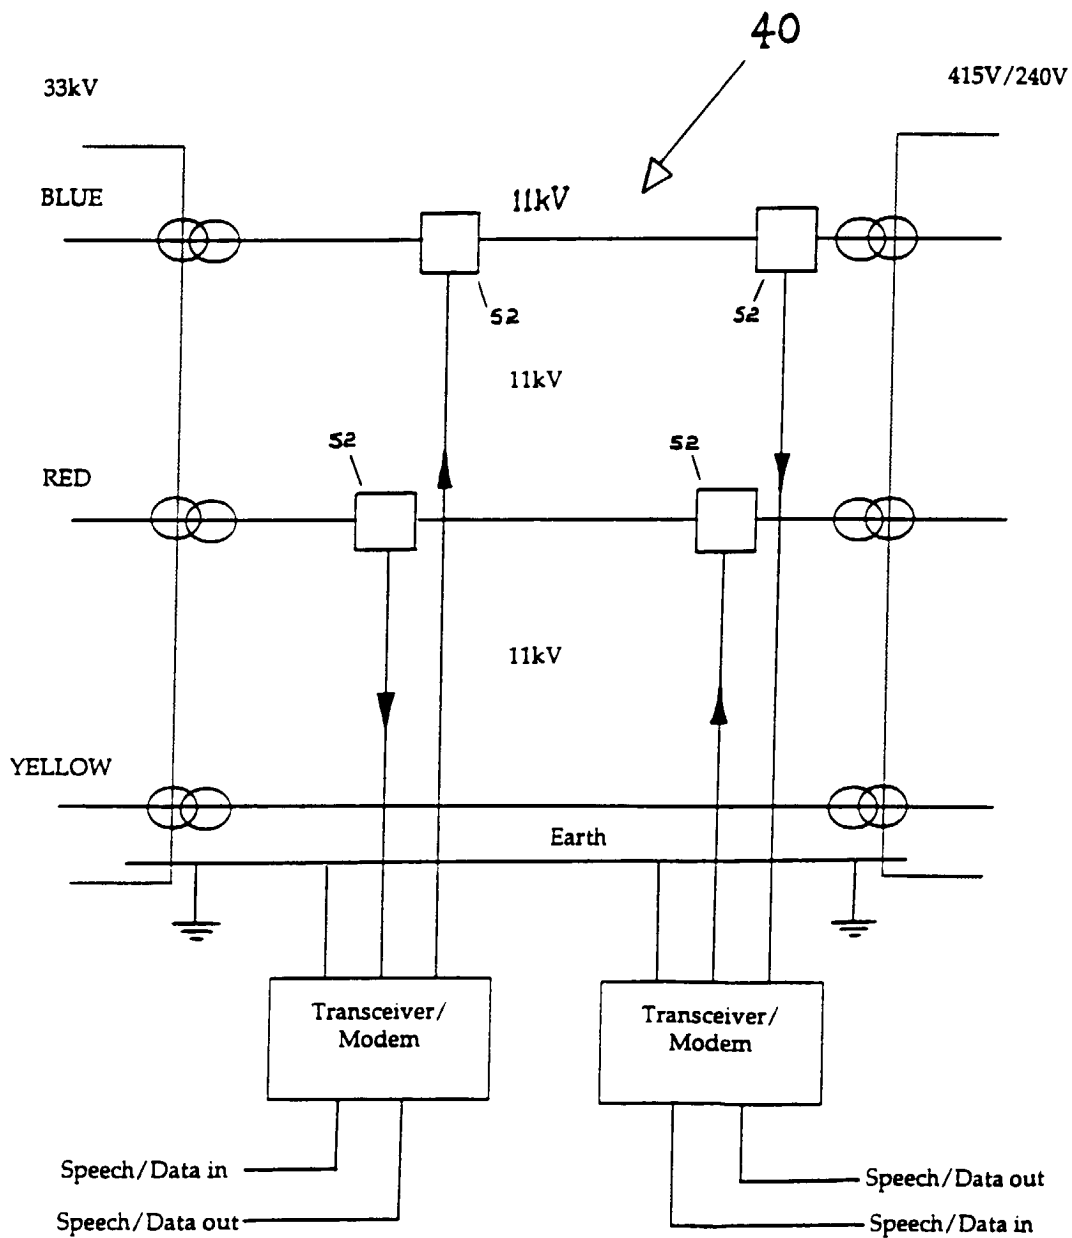 40
33kV
415V/240V
BLUE
11kV
52
52
11kV
52
52
RED
11kV
YELLOW
Earth
Transceiver/
Modem
Transceiver/
Modem
Speech/Data in
Speech/Data out
Speech/Data out
Speech/Data in